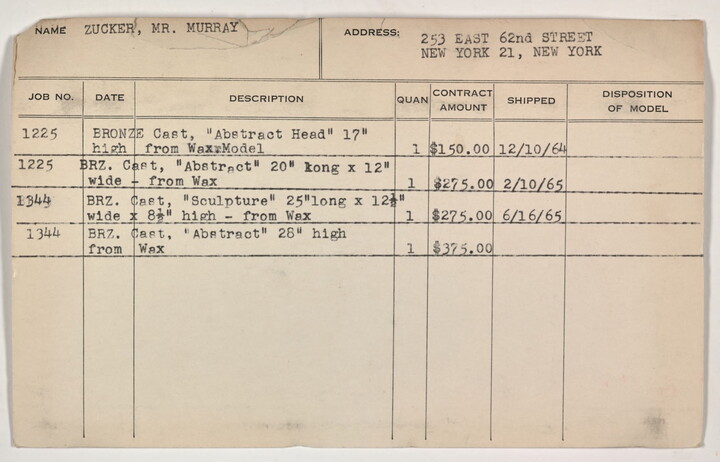 NAME ZUCKER, MR. MURRAY
ADDRESS: 253 EAST 62nd STREET
NEW YORK 21, NEW YORK
JOB NO. DATE DESCRIPTION QUAN CONTRACT AMOUNT SHIPPED DISPOSITION OF MODEL
1225 BRONZE Cast, "Abstract Head" 17"
high from Wax Model 1 $150.00 12/10/64
1225 BRZ. Cast, "Abstract" 20" long x 12"
wide - from Wax 1 $275.00 2/10/65
1344 BRZ. Cast, "Sculpture" 25"long x 12½"
wide x 8½" high - from Wax 1 $275.00 6/16/65
1344 BRZ. Cast, "Abstract" 28" high
from Wax 1 $375.00